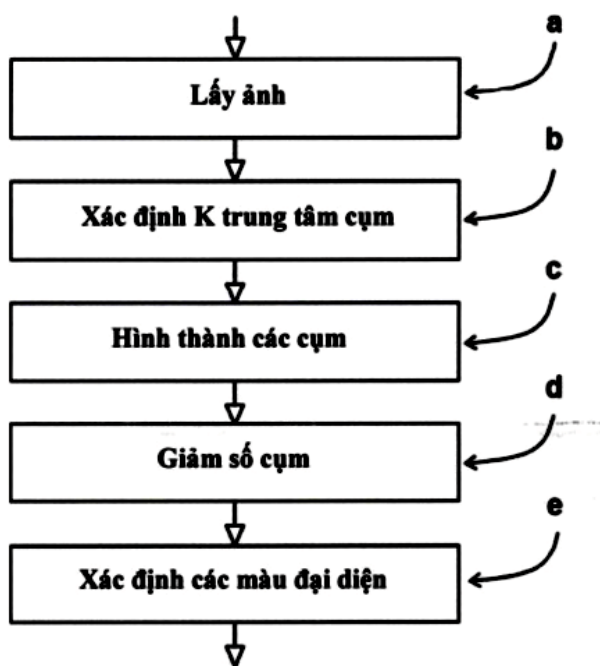 a
Lấy ảnh
b
Xác định K trung tâm cụm
c
Hình thành các cụm
d
Giảm số cụm
e
Xác định các màu đại diện